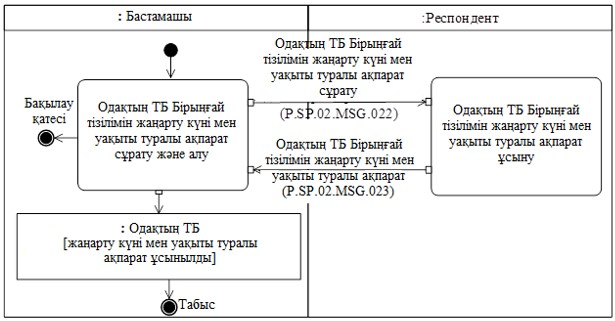 : Бастамашы
:Респондент
Одақтың ТБ Бірыңғай
тізілімін жаңарту күні мен
уақыты туралы ақпарат
сұрату
(P.SP.02.MSG.022)
Бақылау
қатесі
Одақтың ТБ Бірыңғай
тізілімін жаңарту күні мен
уақыты туралы ақпарат
сұрату және алу
Одақтың ТБ Бірыңғай
тізілімін жаңарту күні мен
уақыты туралы ақпарат
ұсыну
Одақтың ТБ Бірыңғай
тізілімін жаңарту күні мен
уақыты туралы ақпарат
(P.SP.02.MSG.023)
: Одақтың ТБ
[жаңарту күні мен уақыты туралы
ақпарат ұсынылды]
Табыс